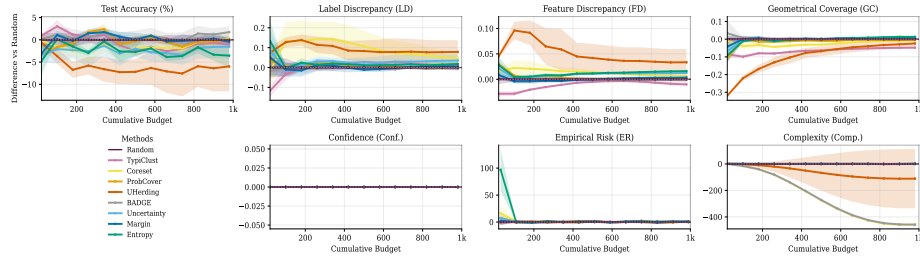 Test Accuracy (%)
Label Discrepancy (LD)
Feature Discrepancy (FD)
Geometrical Coverage (GC)
Difference vs Random
5
0
−5
−10
0.2
0.1
0.0
−0.1
0.10
0.05
0.00
0.1
0.0
−0.1
−0.2
−0.3
200 400 600 800 1k
200 400 600 800 1k
200 400 600 800 1k
200 400 600 800 1k
Cumulative Budget
Cumulative Budget
Cumulative Budget
Cumulative Budget
Methods
Random
TypiClust
Coreset
ProbCover
UHerding
BADGE
Uncertainty
Margin
Entropy
Confidence (Conf.)
Empirical Risk (ER)
Complexity (Comp.)
0.050
0.025
0.000
−0.025
−0.050
100
50
0
0
−200
−400
200 400 600 800 1k
200 400 600 800 1k
200 400 600 800 1k
Cumulative Budget
Cumulative Budget
Cumulative Budget